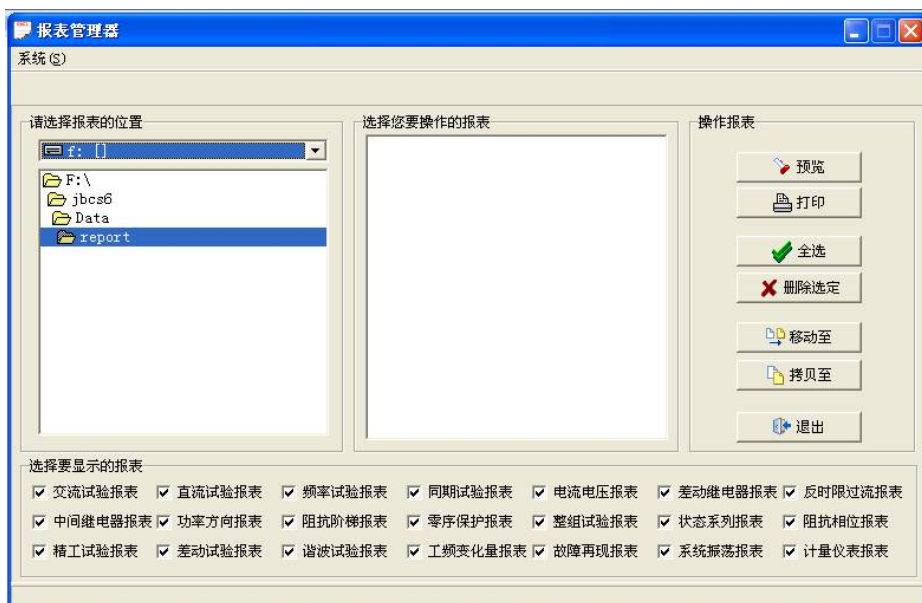 报表管理器
系统(S)
请选择报表的位置
选择您要操作的报表
操作报表
f: []
F:\
jbcs6
Data
report
预览
打印
全选
删除选定
移动至
拷贝至
退出
选择要显示的报表
交流试验报表 直流试验报表 频率试验报表 同期试验报表 电流电压报表 差动继电器报表 反时限过流报表
中间继电器报表 功率方向报表 阻抗阶梯报表 零序保护报表 整组试验报表 状态系列报表 阻抗相位报表
精工试验报表 差动试验报表 谐波试验报表 工频变化量报表 故障再现报表 系统振荡报表 计量仪表报表